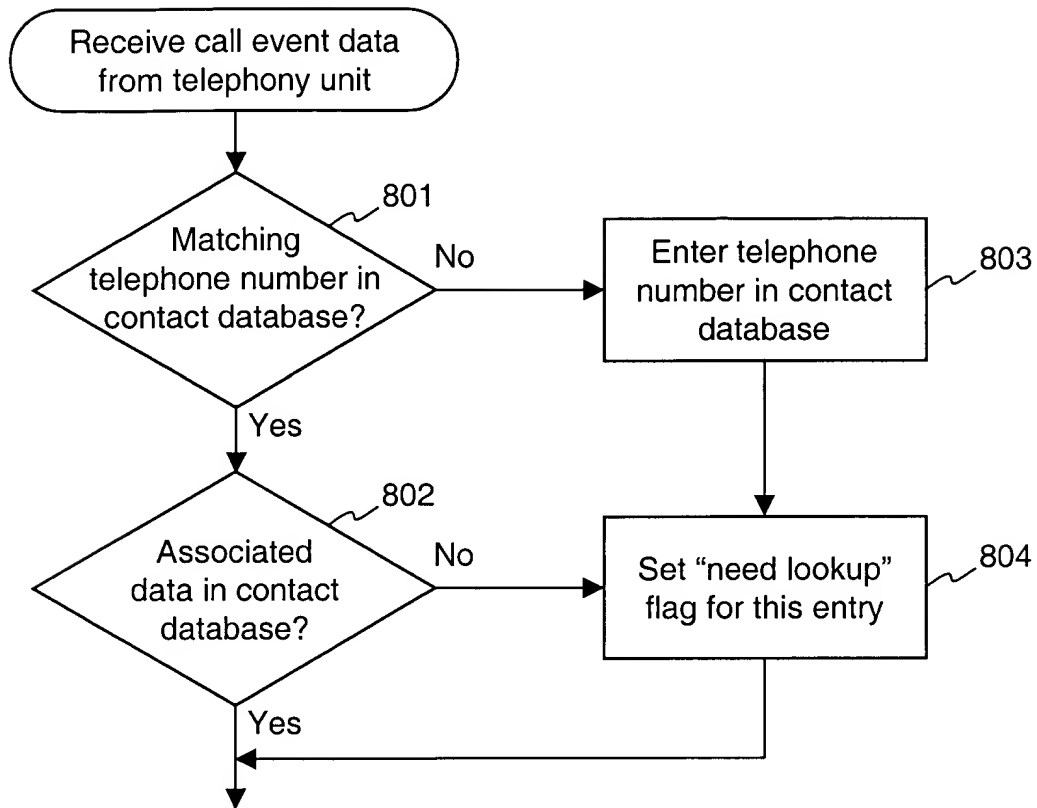 Receive call event data
from telephony unit
801
Matching
telephone number in
contact database?
No
Enter telephone
number in contact
database
803
Yes
802
Associated
data in contact
database?
No
Set “need lookup”
flag for this entry
804
Yes